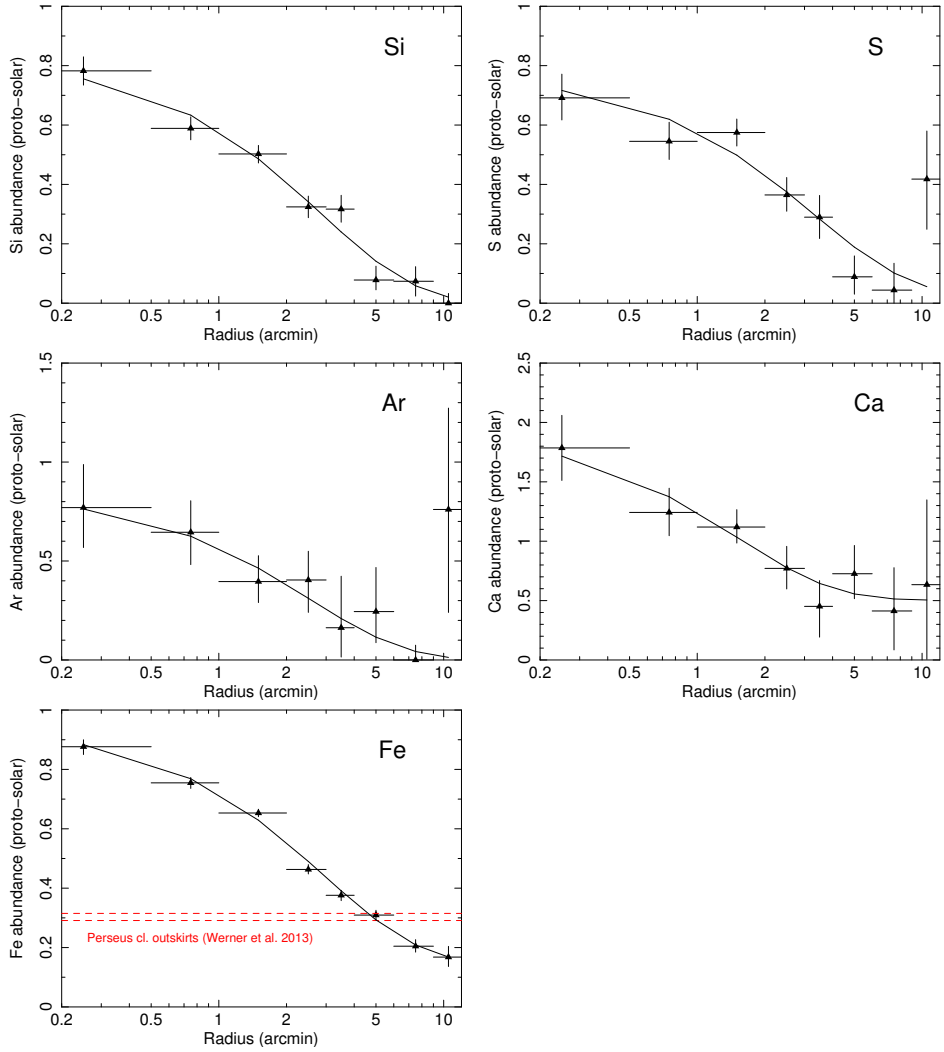 Si
Si abundance (proto−solar)
0 0.2 0.4 0.6 0.8 1
0.2 0.5 1 2 5 10
Radius (arcmin)
S
S abundance (proto−solar)
0 0.2 0.4 0.6 0.8 1
0.2 0.5 1 2 5 10
Radius (arcmin)
Ar
Ar abundance (proto−solar)
0 0.5 1 1.5
0.2 0.5 1 2 5 10
Radius (arcmin)
Ca
Ca abundance (proto−solar)
0 0.5 1 1.5 2 2.5
0.2 0.5 1 2 5 10
Radius (arcmin)
Fe
Fe abundance (proto−solar)
0 0.2 0.4 0.6 0.8 1
Perseus cl. outskirts (Werner et al. 2013)
0.2 0.5 1 2 5 10
Radius (arcmin)